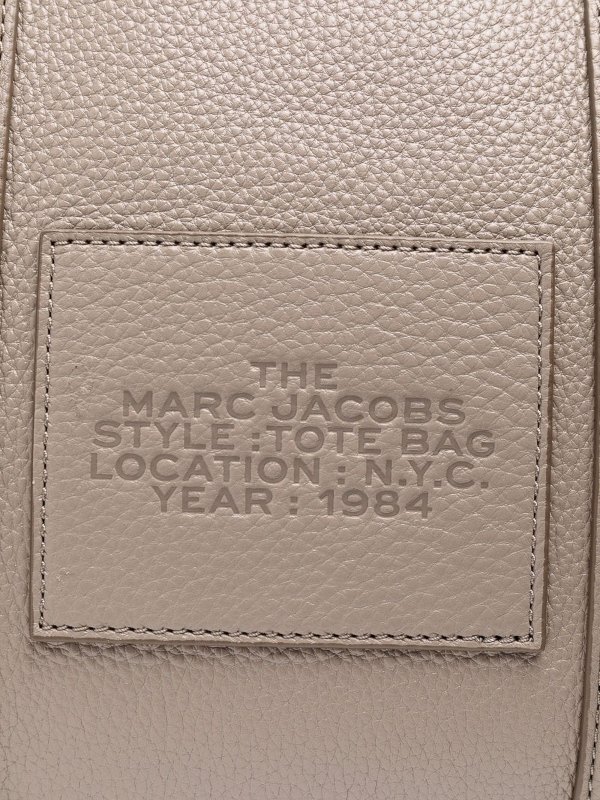 THE
MARC JACOBS
STYLE : TOTE BAG
LOCATION : N.Y.C.
YEAR : 1984